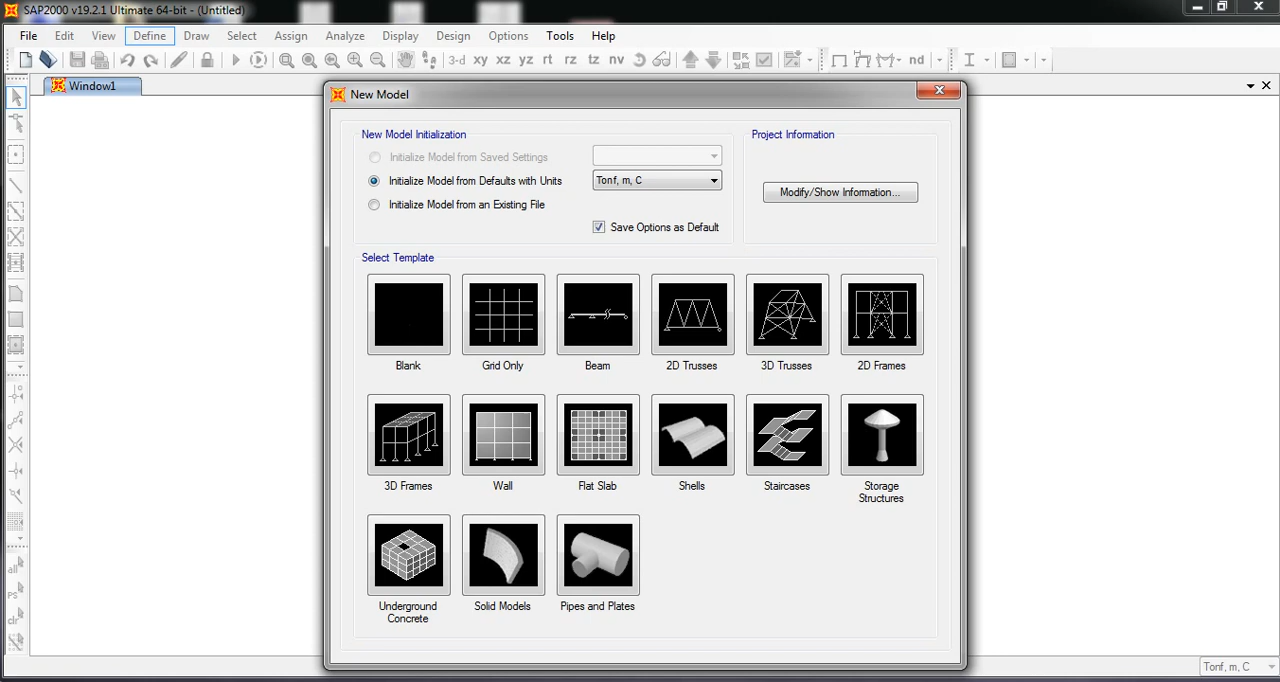 SAP2000 v19.2.1 Ultimate 64-bit - (Untitled)
File Edit View Define Draw Select Assign Analyze Display Design Options Tools Help
3-d xy xz yz rt rz tz nv nd
Window1
New Model
New Model Initialization
Project Information
Initialize Model from Saved Settings
Initialize Model from Defaults with Units
Tonf, m, C
Modify/Show Information...
Initialize Model from an Existing File
Save Options as Default
Select Template
Blank
Grid Only
Beam
2D Trusses
3D Trusses
2D Frames
3D Frames
Wall
Flat Slab
Shells
Staircases
Storage
Structures
Underground
Concrete
Solid Models
Pipes and Plates
all
ps
clr
Tonf, m, C